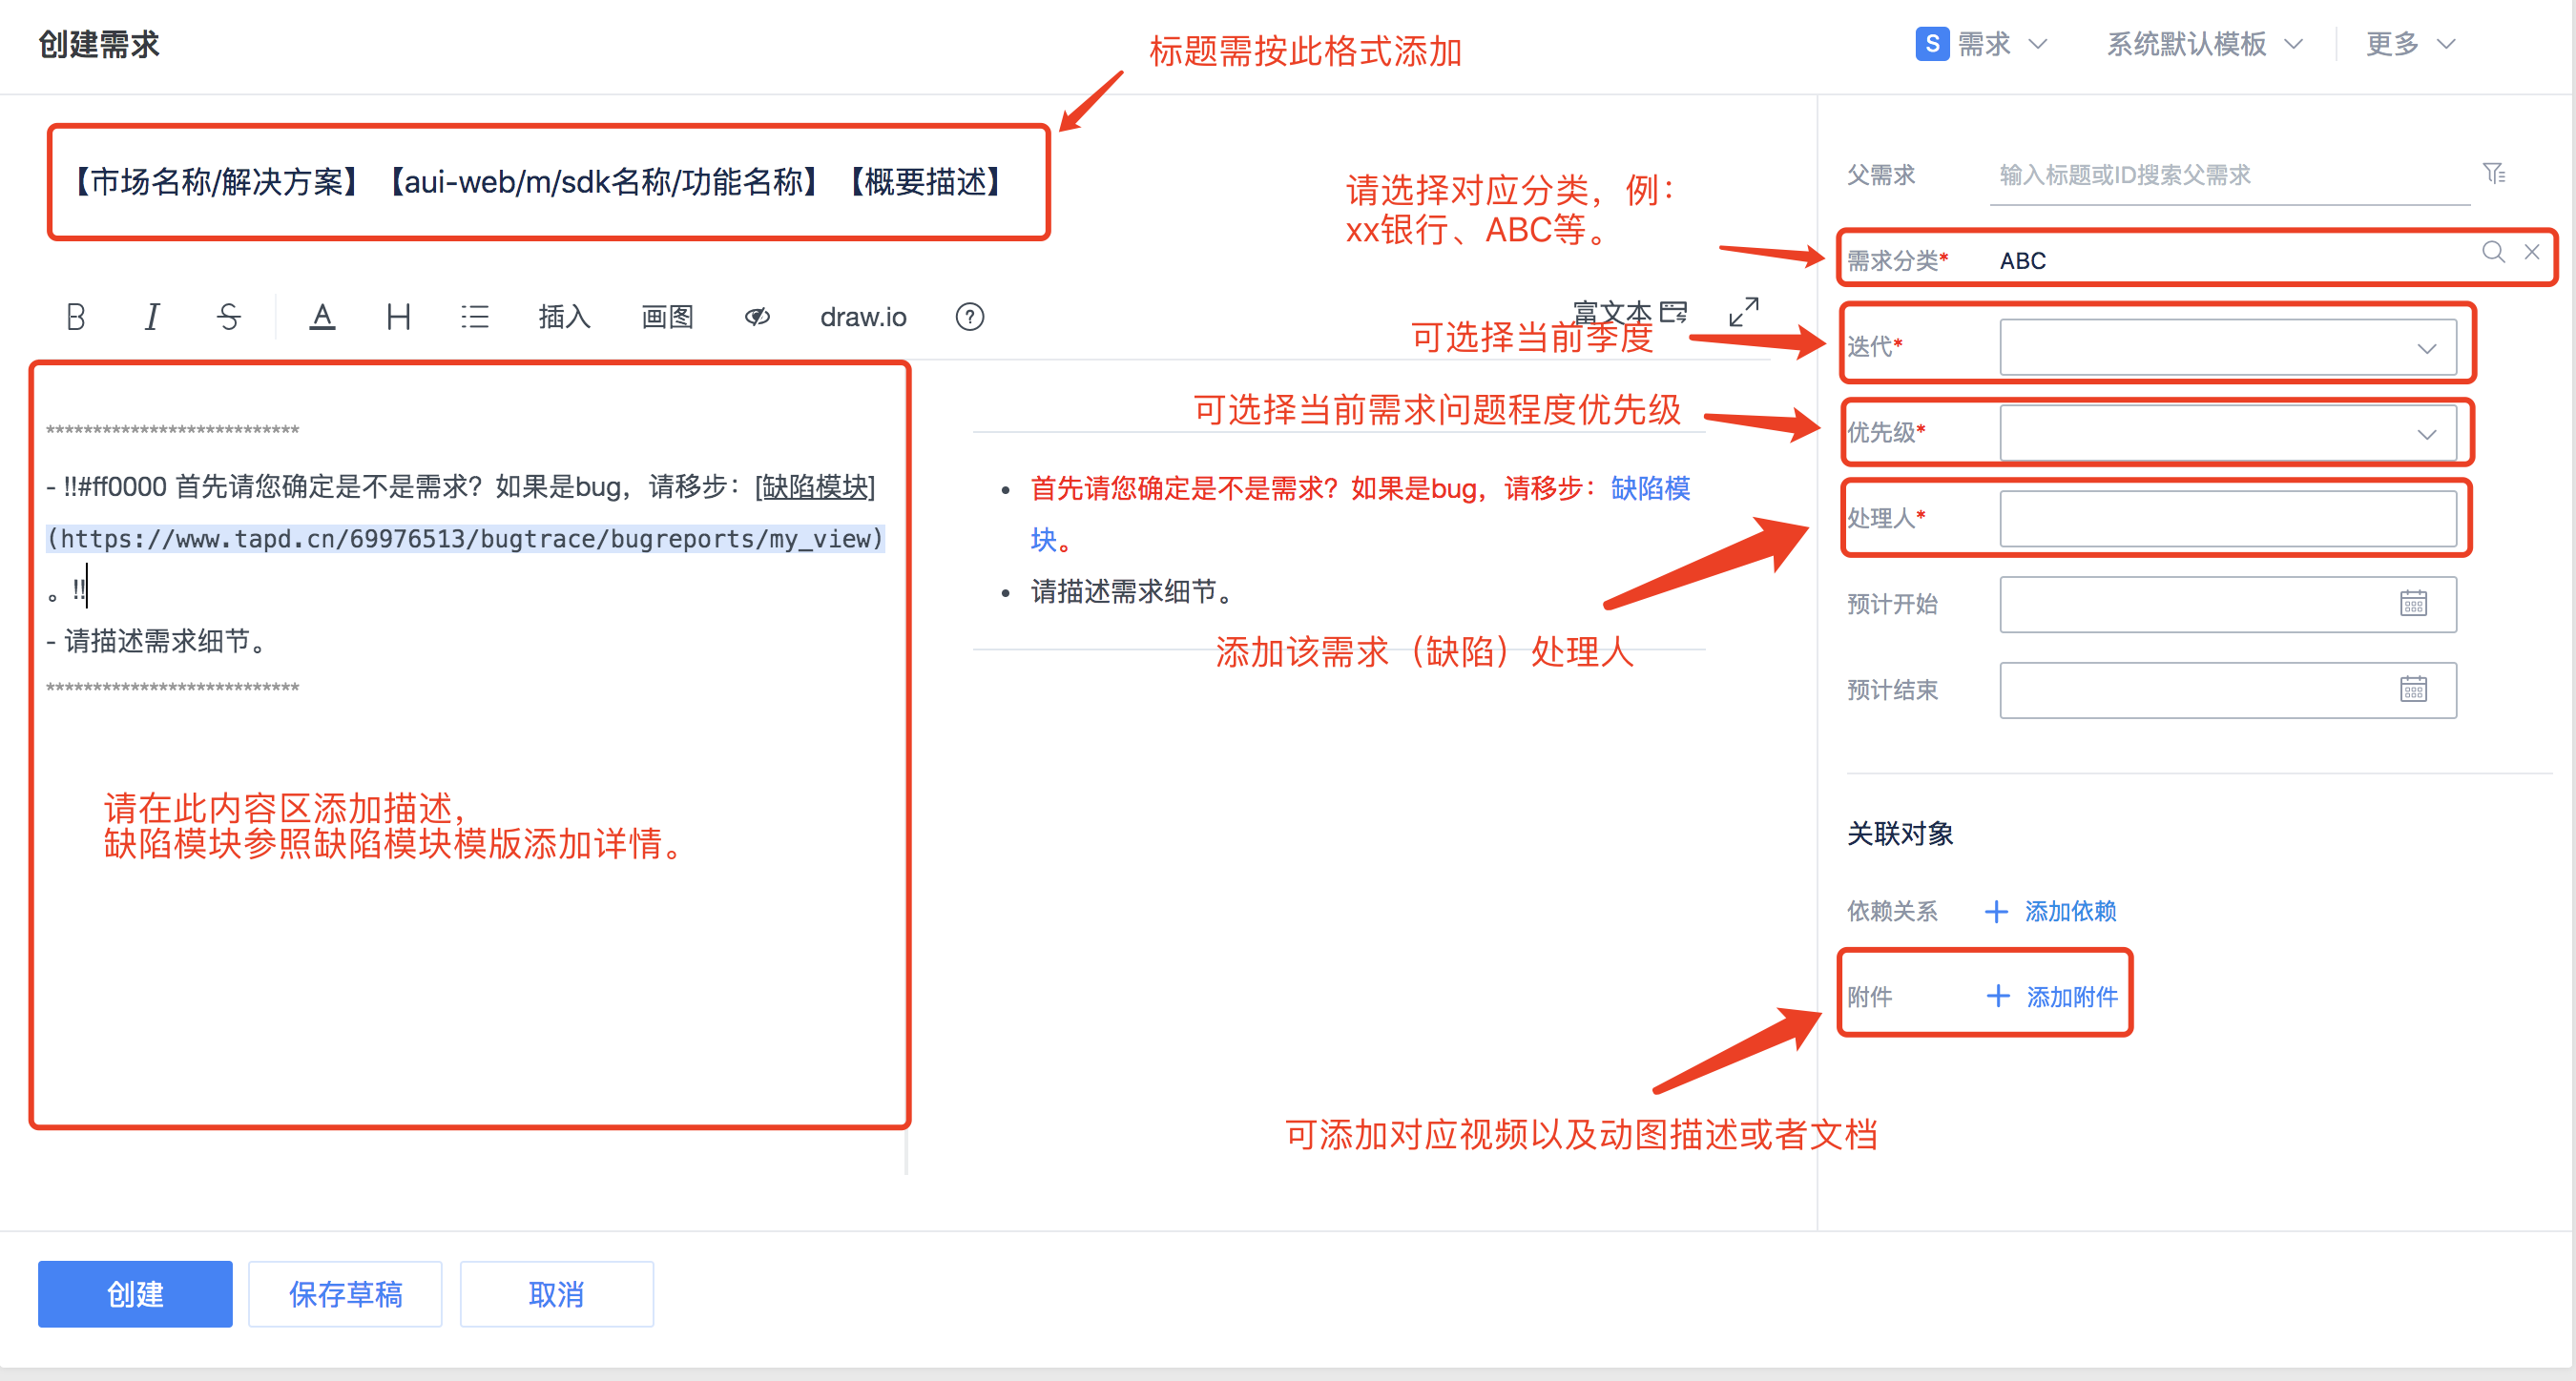 创建需求
标题需按此格式添加
S 需求
系统默认模板
更多
【市场名称/解决方案】【aui-web/m/sdk名称/功能名称】【概要描述】
请选择对应分类，例：
xx银行、ABC等。
父需求 输入标题或ID搜索父需求
需求分类* ABC
B I S A H 插入 画图 draw.io ?
富文本
可选择当前季度
迭代*
可选择当前需求问题程度优先级
优先级*
***************************
- !!#ff0000 首先请您确定是不是需求？如果是bug，请移步：[缺陷模块]
(https://www.tapd.cn/69976513/bugtrace/bugreports/my_view)
。!!
- 请描述需求细节。
***************************
首先请您确定是不是需求？如果是bug，请移步：缺陷模
块。
请描述需求细节。
处理人*
添加该需求（缺陷）处理人
预计开始
预计结束
请在此内容区添加描述，
缺陷模块参照缺陷模块模版添加详情。
关联对象
依赖关系 + 添加依赖
附件 + 添加附件
可添加对应视频以及动图描述或者文档
创建
保存草稿
取消